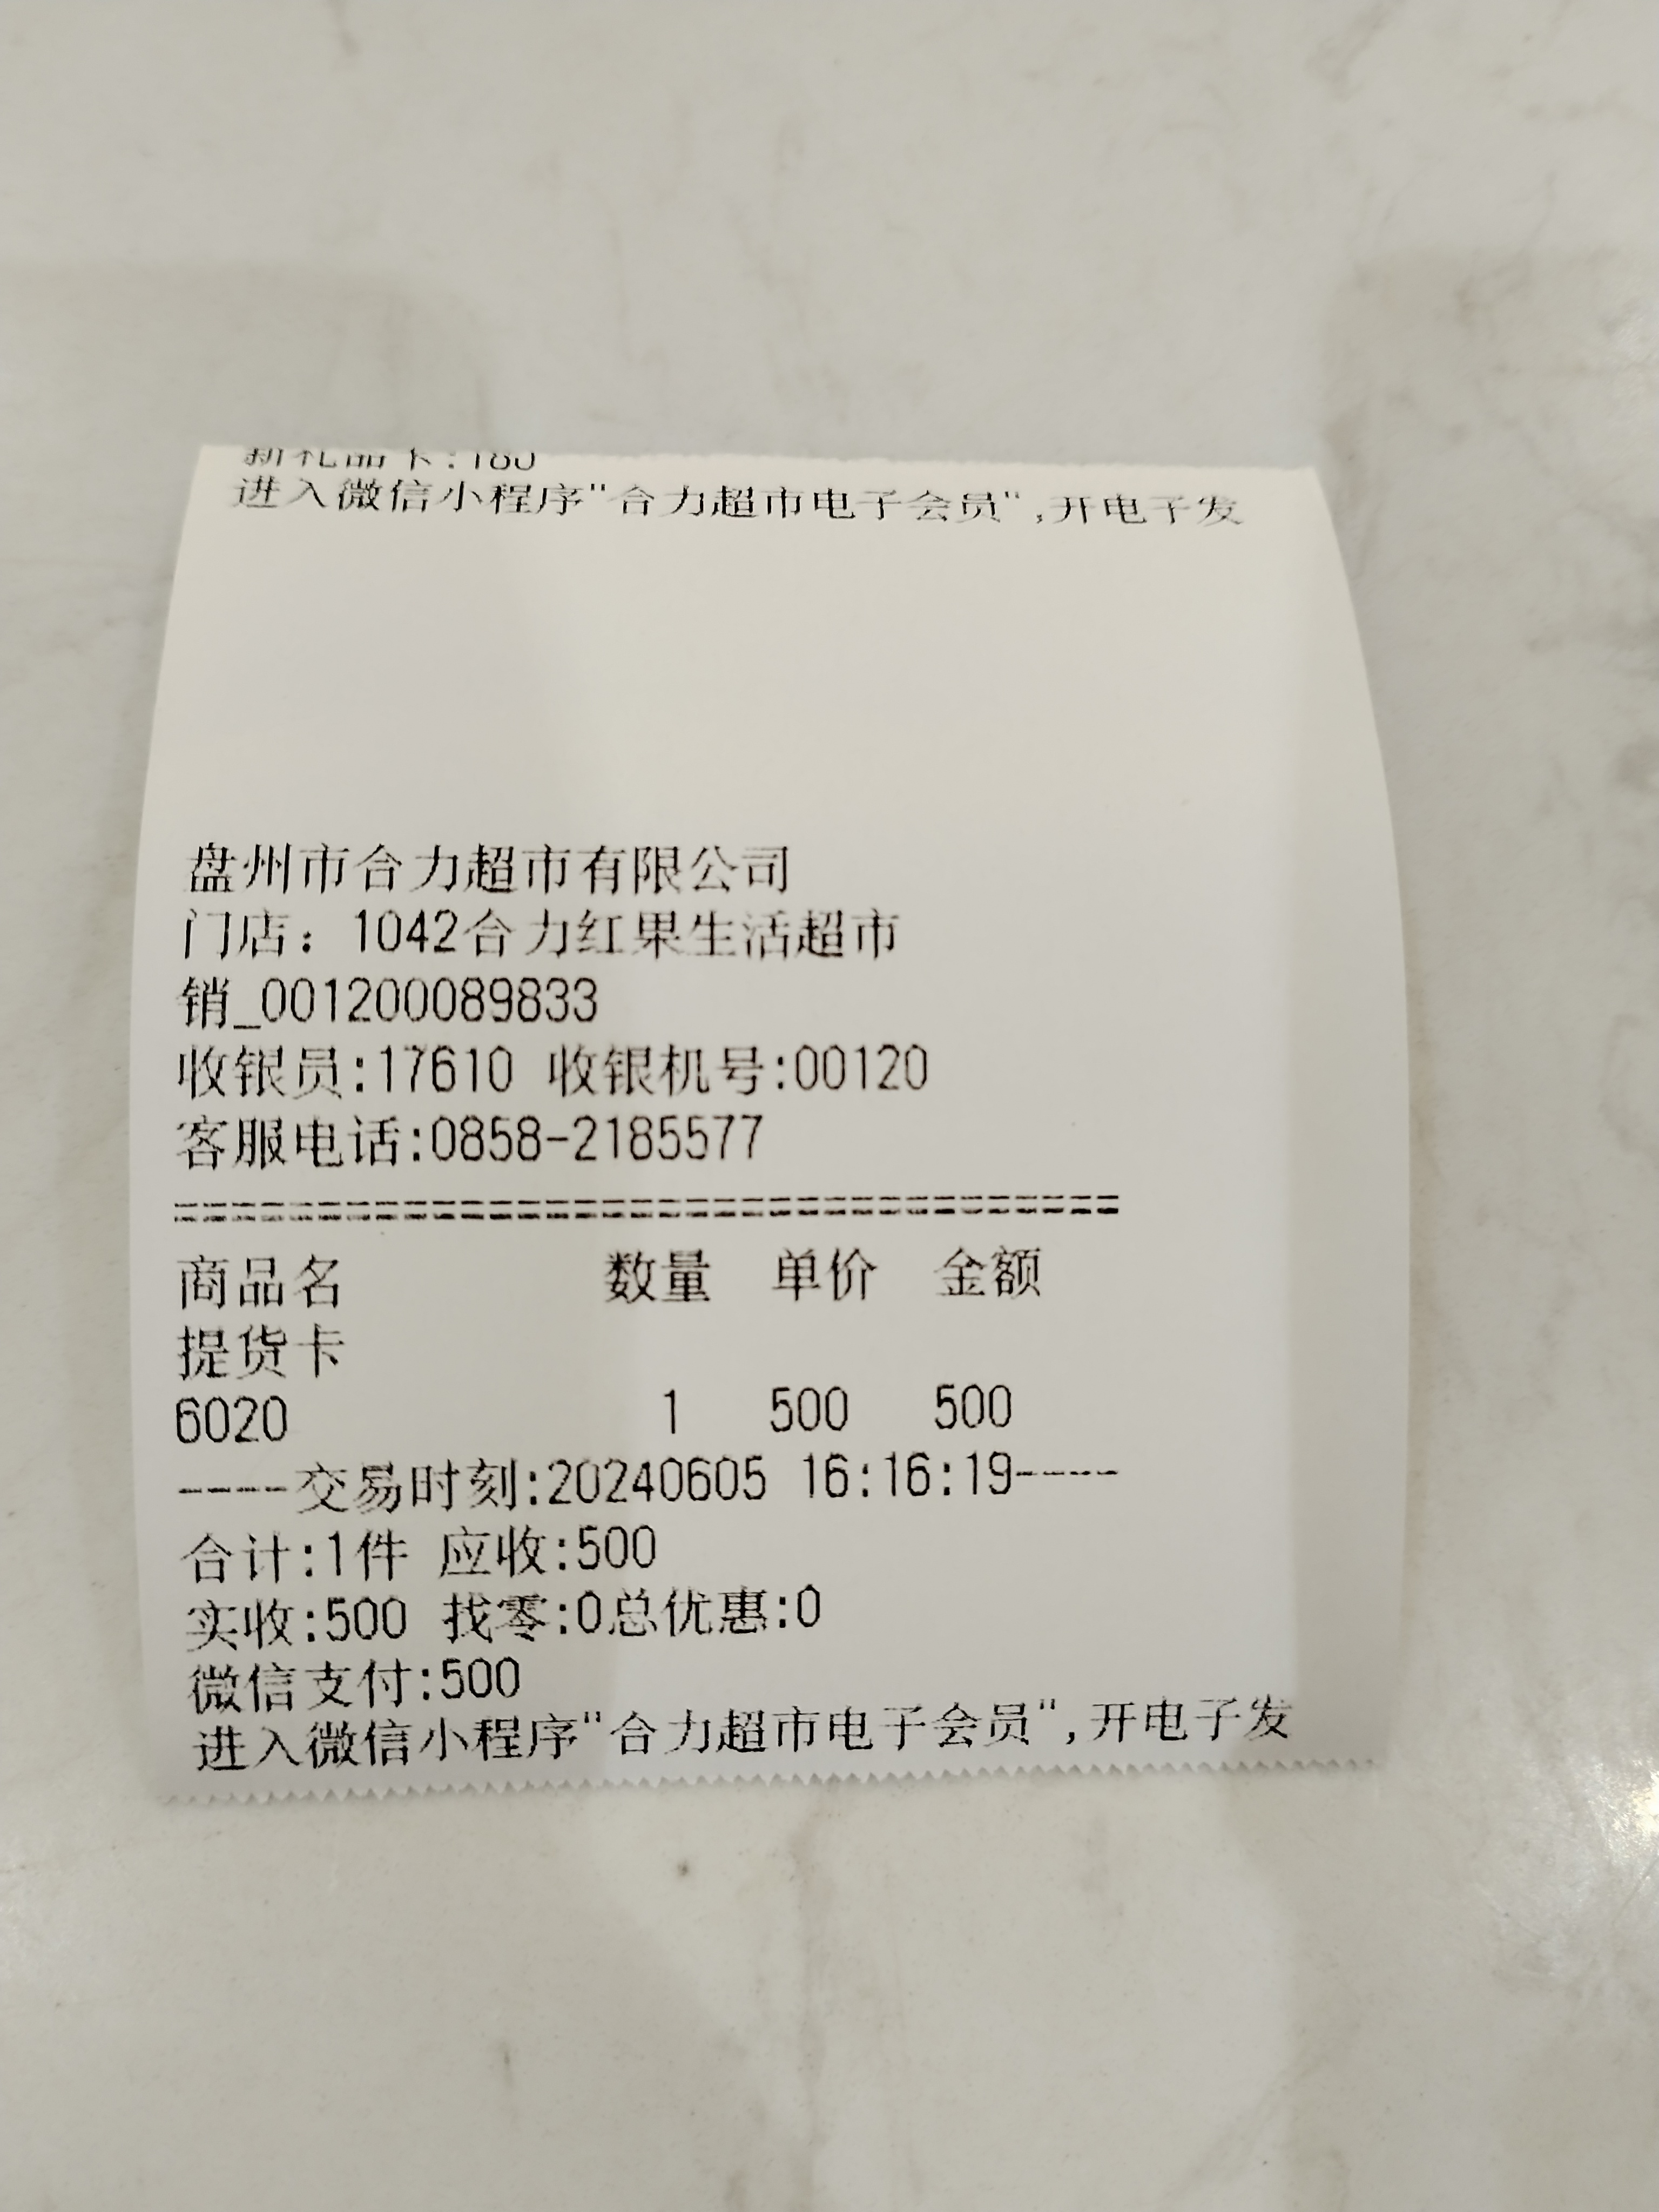 新礼品卡:180
进入微信小程序"合力超市电子会员",开电子发
盘州市合力超市有限公司
门店：1042合力红果生活超市
销_001200089833
收银员:17610 收银机号:00120
客服电话:0858-2185577
==================================
商品名 数量 单价 金额
提货卡
6020 1 500 500
----交易时刻:20240605 16:16:19----
合计:1件 应收:500
实收:500 找零:0总优惠:0
微信支付:500
进入微信小程序"合力超市电子会员",开电子发